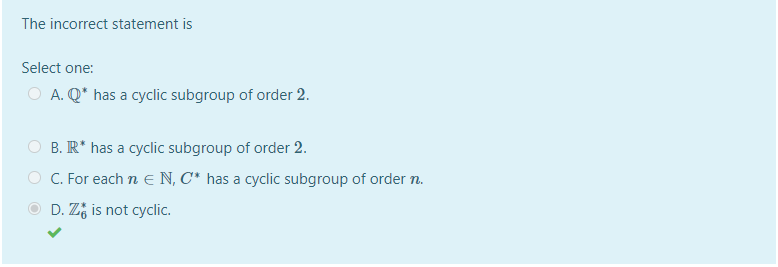 The incorrect statement is
Select one:
A. ℚ* has a cyclic subgroup of order 2.
B. ℝ* has a cyclic subgroup of order 2.
C. For each n ∈ ℕ, C* has a cyclic subgroup of order n.
D. ℤ₆* is not cyclic.